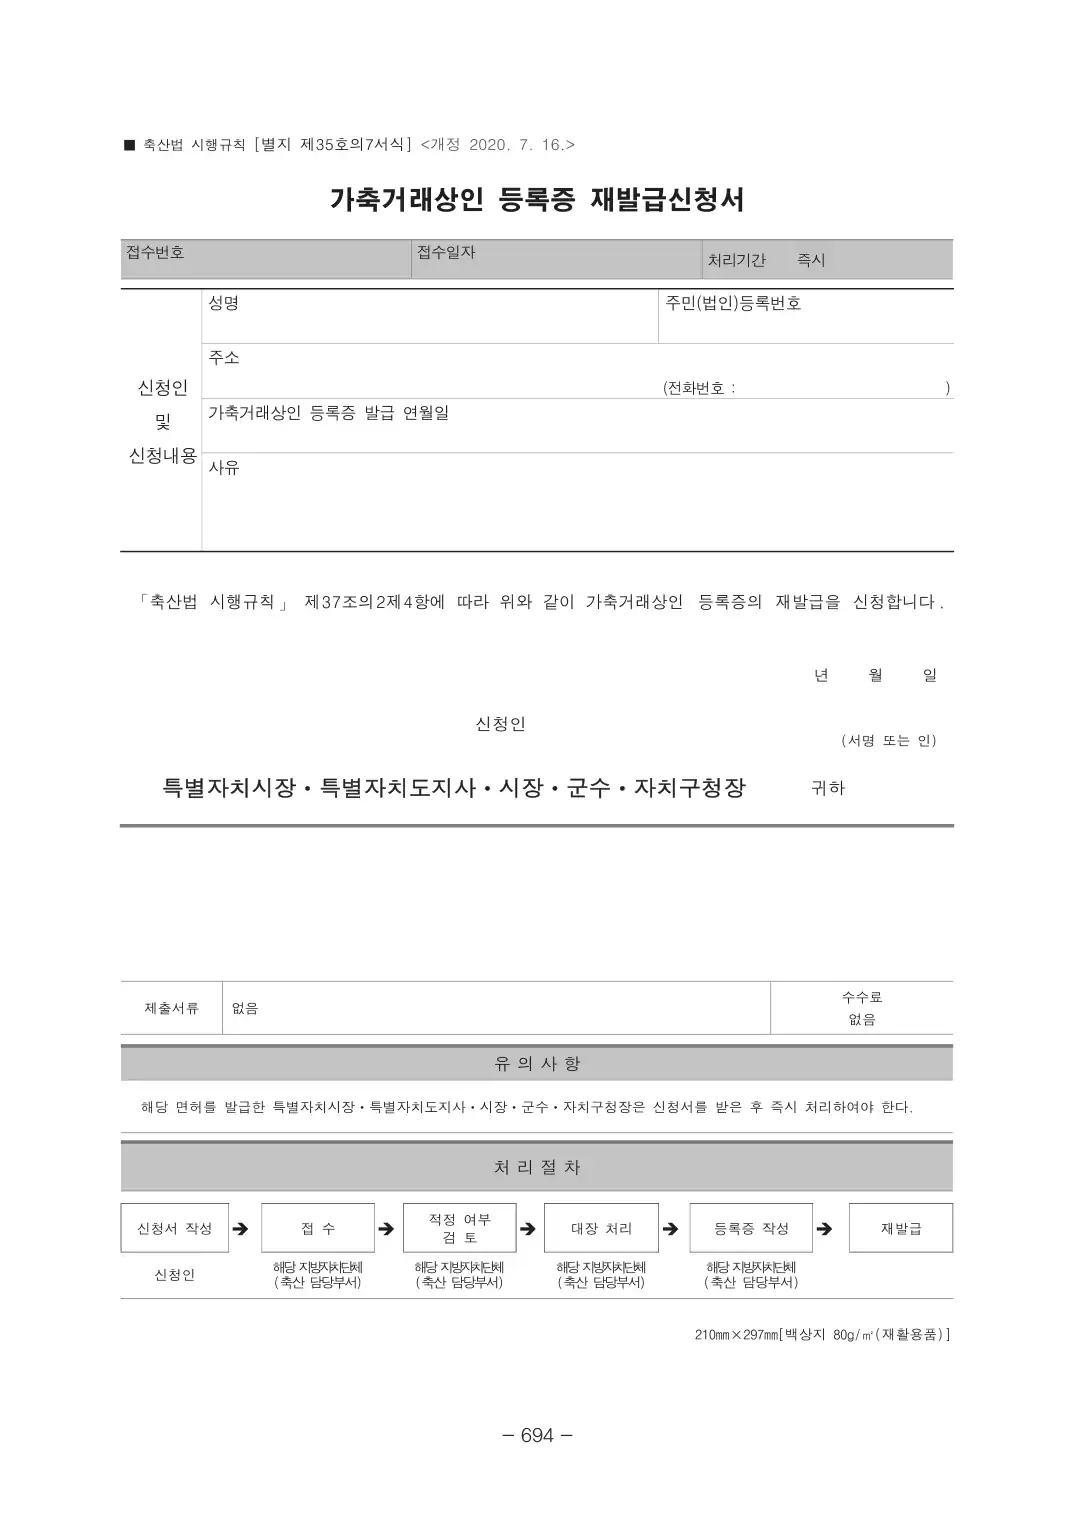 ■ 축산법 시행규칙 [별지 제35호의7서식] <개정 2020. 7. 16.>
가축거래상인 등록증 재발급신청서
접수번호 접수일자 처리기간 즉시
성명 주민(법인)등록번호
주소
(전화번호 : )
신청인
및
신청내용
가축거래상인 등록증 발급 연월일
사유
「축산법 시행규칙」 제37조의2제4항에 따라 위와 같이 가축거래상인 등록증의 재발급을 신청합니다.
년 월 일
신청인
(서명 또는 인)
특별자치시장・특별자치도지사・시장・군수・자치구청장 귀하
제출서류 없음 수수료
없음
유 의 사 항
해당 면허를 발급한 특별자치시장・특별자치도지사・시장・군수・자치구청장은 신청서를 받은 후 즉시 처리하여야 한다.
처 리 절 차
신청서 작성 ➔ 접 수 ➔ 적정 여부 검 토 ➔ 대장 처리 ➔ 등록증 작성 ➔ 재발급
신청인 해당 지방자치단체 해당 지방자치단체 해당 지방자치단체 해당 지방자치단체
(축산 담당부서) (축산 담당부서) (축산 담당부서) (축산 담당부서)
210㎜×297㎜[백상지 80g/㎡(재활용품)]
- 694 -